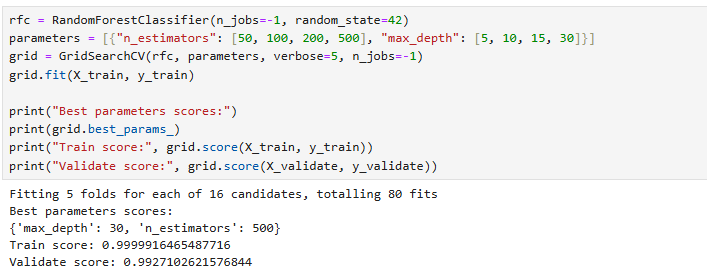 rfc = RandomForestClassifier(n_jobs=-1, random_state=42)
parameters = [{"n_estimators": [50, 100, 200, 500], "max_depth": [5, 10, 15, 30]}]
grid = GridSearchCV(rfc, parameters, verbose=5, n_jobs=-1)
grid.fit(X_train, y_train)
print("Best parameters scores:")
print(grid.best_params_)
print("Train score:", grid.score(X_train, y_train))
print("Validate score:", grid.score(X_validate, y_validate))
Fitting 5 folds for each of 16 candidates, totalling 80 fits
Best parameters scores:
{'max_depth': 30, 'n_estimators': 500}
Train score: 0.9999916465487716
Validate score: 0.9927102621576844